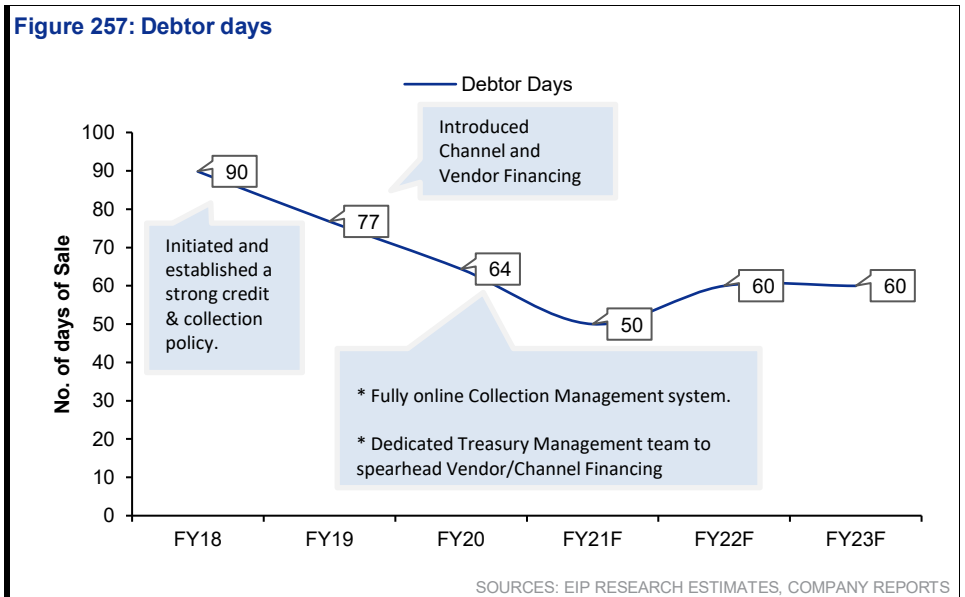 Figure 257: Debtor days
Debtor Days
Introduced
Channel and
Vendor Financing
No. of days of Sale
100
90
80
70
60
50
40
30
20
10
0
90
77
64
50
60
60
Initiated and
established a
strong credit
& collection
policy.
* Fully online Collection Management system.
* Dedicated Treasury Management team to
spearhead Vendor/Channel Financing
FY18 FY19 FY20 FY21F FY22F FY23F
SOURCES: EIP RESEARCH ESTIMATES, COMPANY REPORTS